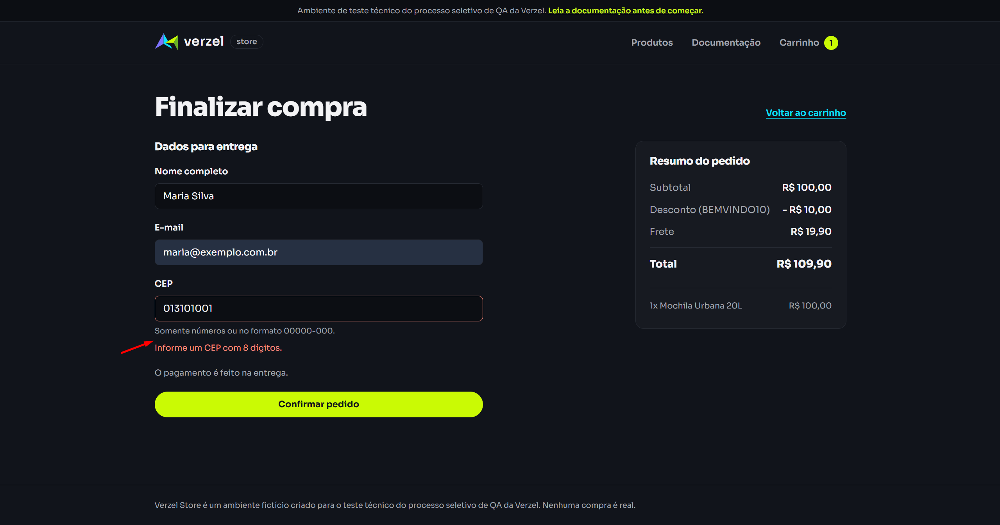 Ambiente de teste técnico do processo seletivo de QA da Verzel. Leia a documentação antes de começar.
verzel store
Produtos Documentação Carrinho 1
Finalizar compra
Voltar ao carrinho
Dados para entrega
Nome completo
Maria Silva
E-mail
maria@exemplo.com.br
CEP
013101001
Somente números ou no formato 00000-000.
Informe um CEP com 8 dígitos.
O pagamento é feito na entrega.
Confirmar pedido
Resumo do pedido
Subtotal R$ 100,00
Desconto (BEMVINDO10) - R$ 10,00
Frete R$ 19,90
Total R$ 109,90
1x Mochila Urbana 20L R$ 100,00
Verzel Store é um ambiente fictício criado para o teste técnico do processo seletivo de QA da Verzel. Nenhuma compra é real.